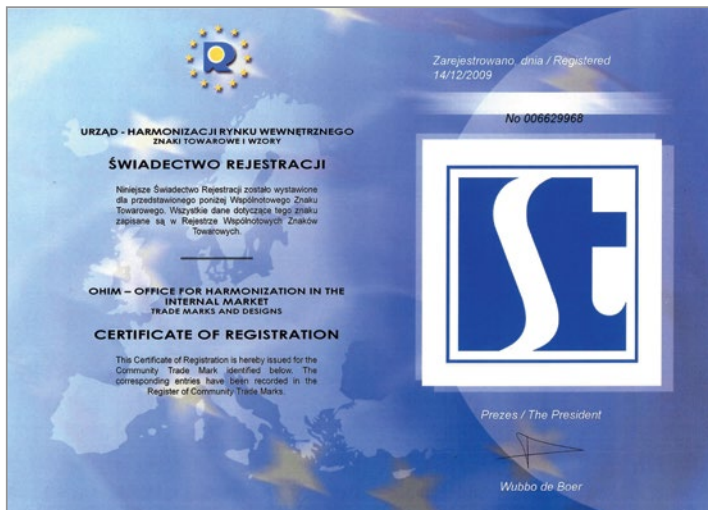 R
URZĄD - HARMONIZACJI RYNKU WEWNĘTRZNEGO
ZNAKI TOWAROWE I WZORY
ŚWIADECTWO REJESTRACJI
Niniejsze Świadectwo Rejestracji zostało wystawione
dla przedstawionego poniżej Wspólnotowego Znaku
Towarowego. Wszystkie dane dotyczące tego znaku
zapisane są w Rejestrze Wspólnotowych Znaków
Towarowych.
OHIM – OFFICE FOR HARMONIZATION IN THE
INTERNAL MARKET
TRADE MARKS AND DESIGNS
CERTIFICATE OF REGISTRATION
This Certificate of Registration is hereby issued for the
Community Trade Mark identified below. The
corresponding entries have been recorded in the
Register of Community Trade Marks.
Zarejestrowano, dnia / Registered
14/12/2009
No 006629968
St
Prezes / The President
Wubbo de Boer